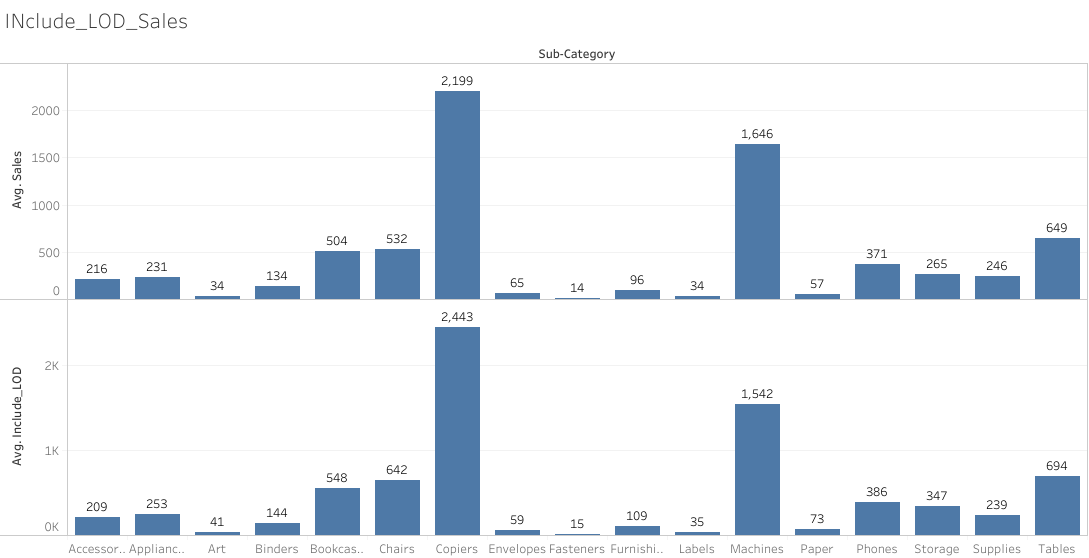 INclude_LOD_Sales
Sub-Category
Avg. Sales
2000
1500
1000
500
0
216 231 34 134 504 532 2,199 65 14 96 34 1,646 57 371 265 246 649
Avg. Include_LOD
2K
1K
0K
209 253 41 144 548 642 2,443 59 15 109 35 1,542 73 386 347 239 694
Accessor.. Applianc.. Art Binders Bookcas.. Chairs Copiers Envelopes Fasteners Furnishi.. Labels Machines Paper Phones Storage Supplies Tables